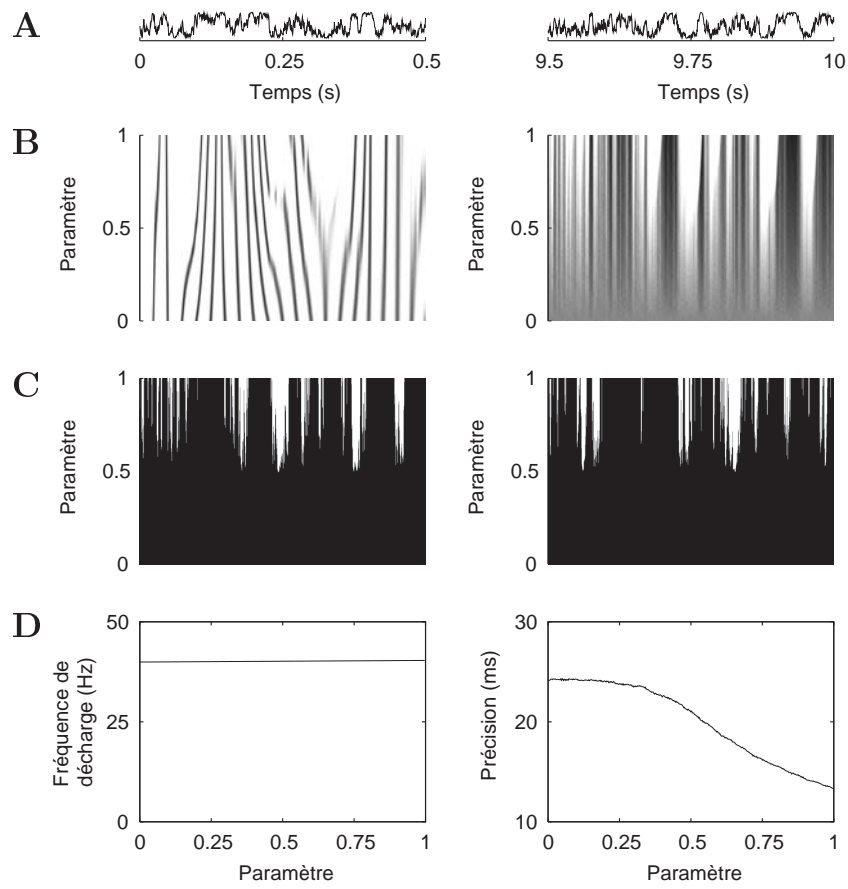 A
0 0.25 0.5
Temps (s)
9.5 9.75 10
Temps (s)
B
1
0.5
0
Paramètre
1
0.5
0
Paramètre
C
1
0.5
0
Paramètre
1
0.5
0
Paramètre
D
50
25
0
Fréquence de
décharge (Hz)
0 0.25 0.5 0.75 1
Paramètre
30
20
10
Précision (ms)
0 0.25 0.5 0.75 1
Paramètre